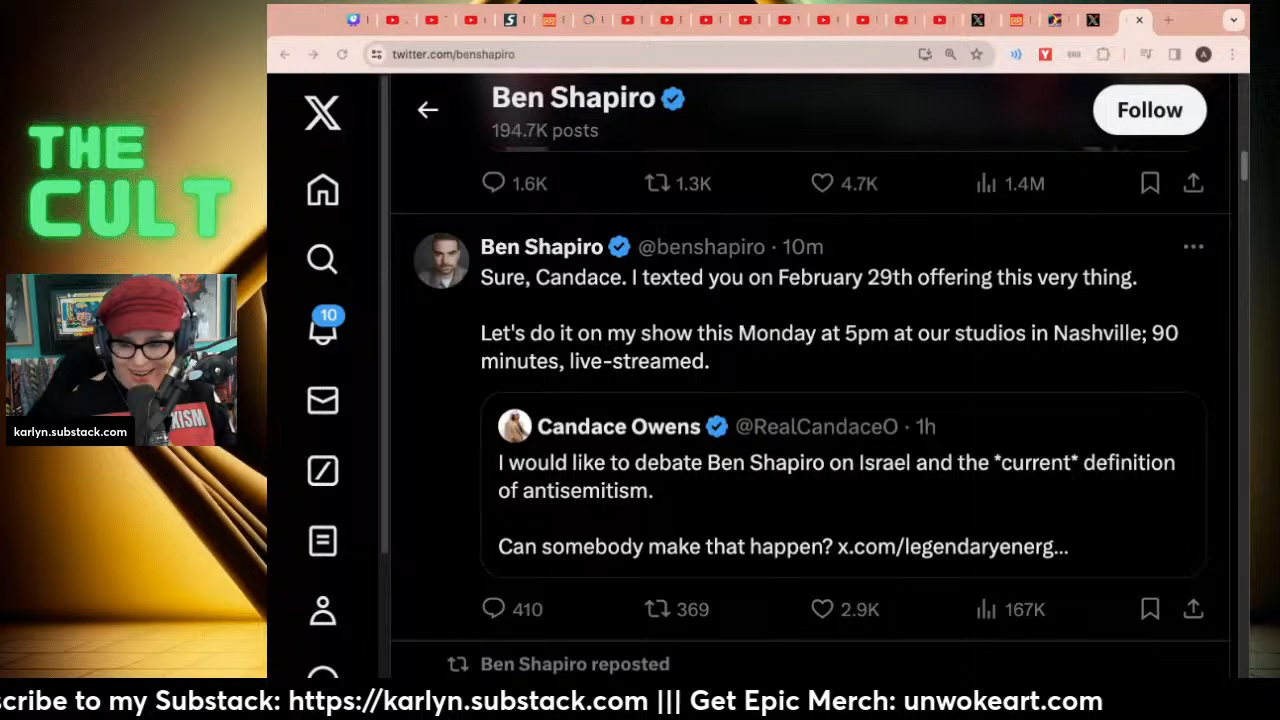 twitter.com/benshapiro
THE
CULT
Ben Shapiro
194.7K posts
Follow
1.6K
1.3K
4.7K
1.4M
Ben Shapiro @benshapiro · 10m
Sure, Candace. I texted you on February 29th offering this very thing.
Let's do it on my show this Monday at 5pm at our studios in Nashville; 90
minutes, live-streamed.
Candace Owens @RealCandaceO · 1h
I would like to debate Ben Shapiro on Israel and the *current* definition
of antisemitism.
Can somebody make that happen? x.com/legendaryenerg...
410
369
2.9K
167K
Ben Shapiro reposted
10
XISM
karlyn.substack.com
scribe to my Substack: https://karlyn.substack.com ||| Get Epic Merch: unwokeart.com